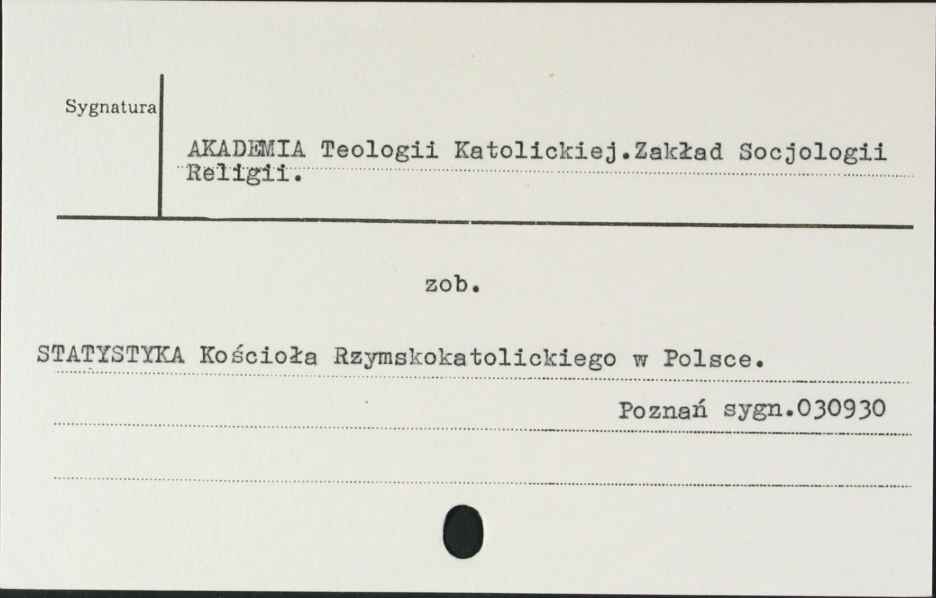 Sygnatura
AKADEMIA Teologii Katolickiej.Zakład Socjologii
Religii.
zob.
STATYSTYKA Kościoła Rzymskokatolickiego w Polsce.
Poznań sygn.030930